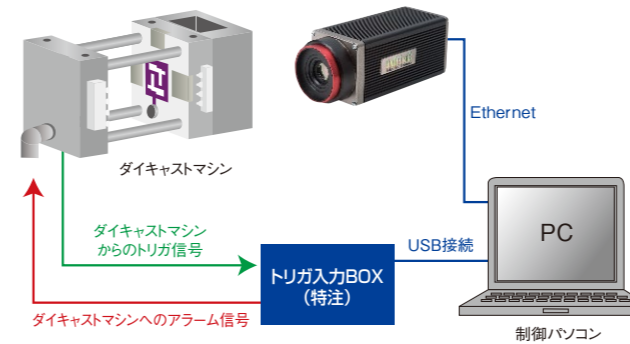 ダイキャストマシン
Ethernet
ダイキャストマシン
からのトリガ信号
トリガ入力BOX
（特注）
USB接続
PC
ダイキャストマシンへのアラーム信号
制御パソコン